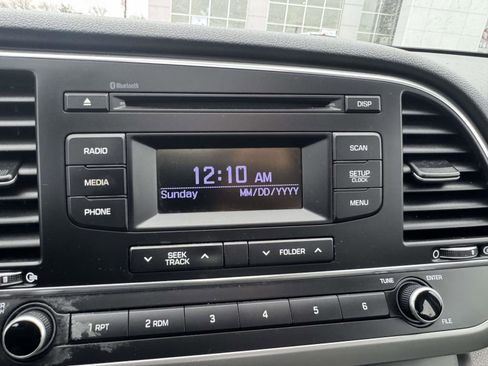 Bluetooth
DISP
RADIO
MEDIA
PHONE
12:10 AM
Sunday MM/DD/YYYY
SCAN
SETUP
CLOCK
MENU
SEEK
TRACK
FOLDER
TUNE
ENTER
FILE
1 RPT
2 RDM
3
4
5
6